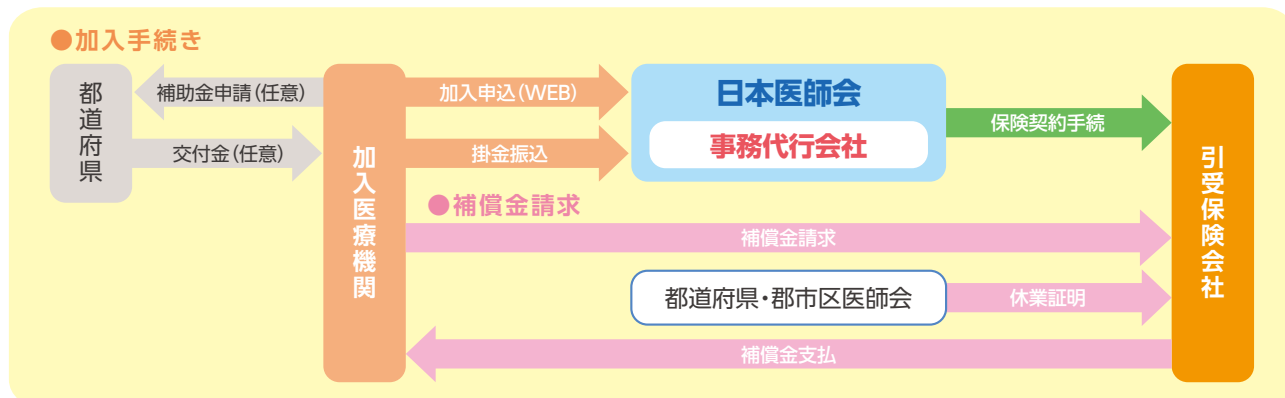 ●加入手続き
都道府県
補助金申請(任意)
交付金(任意)
加入医療機関
加入申込(WEB)
掛金振込
日本医師会
事務代行会社
保険契約手続
引受保険会社
●補償金請求
補償金請求
都道府県・郡市区医師会
休業証明
補償金支払